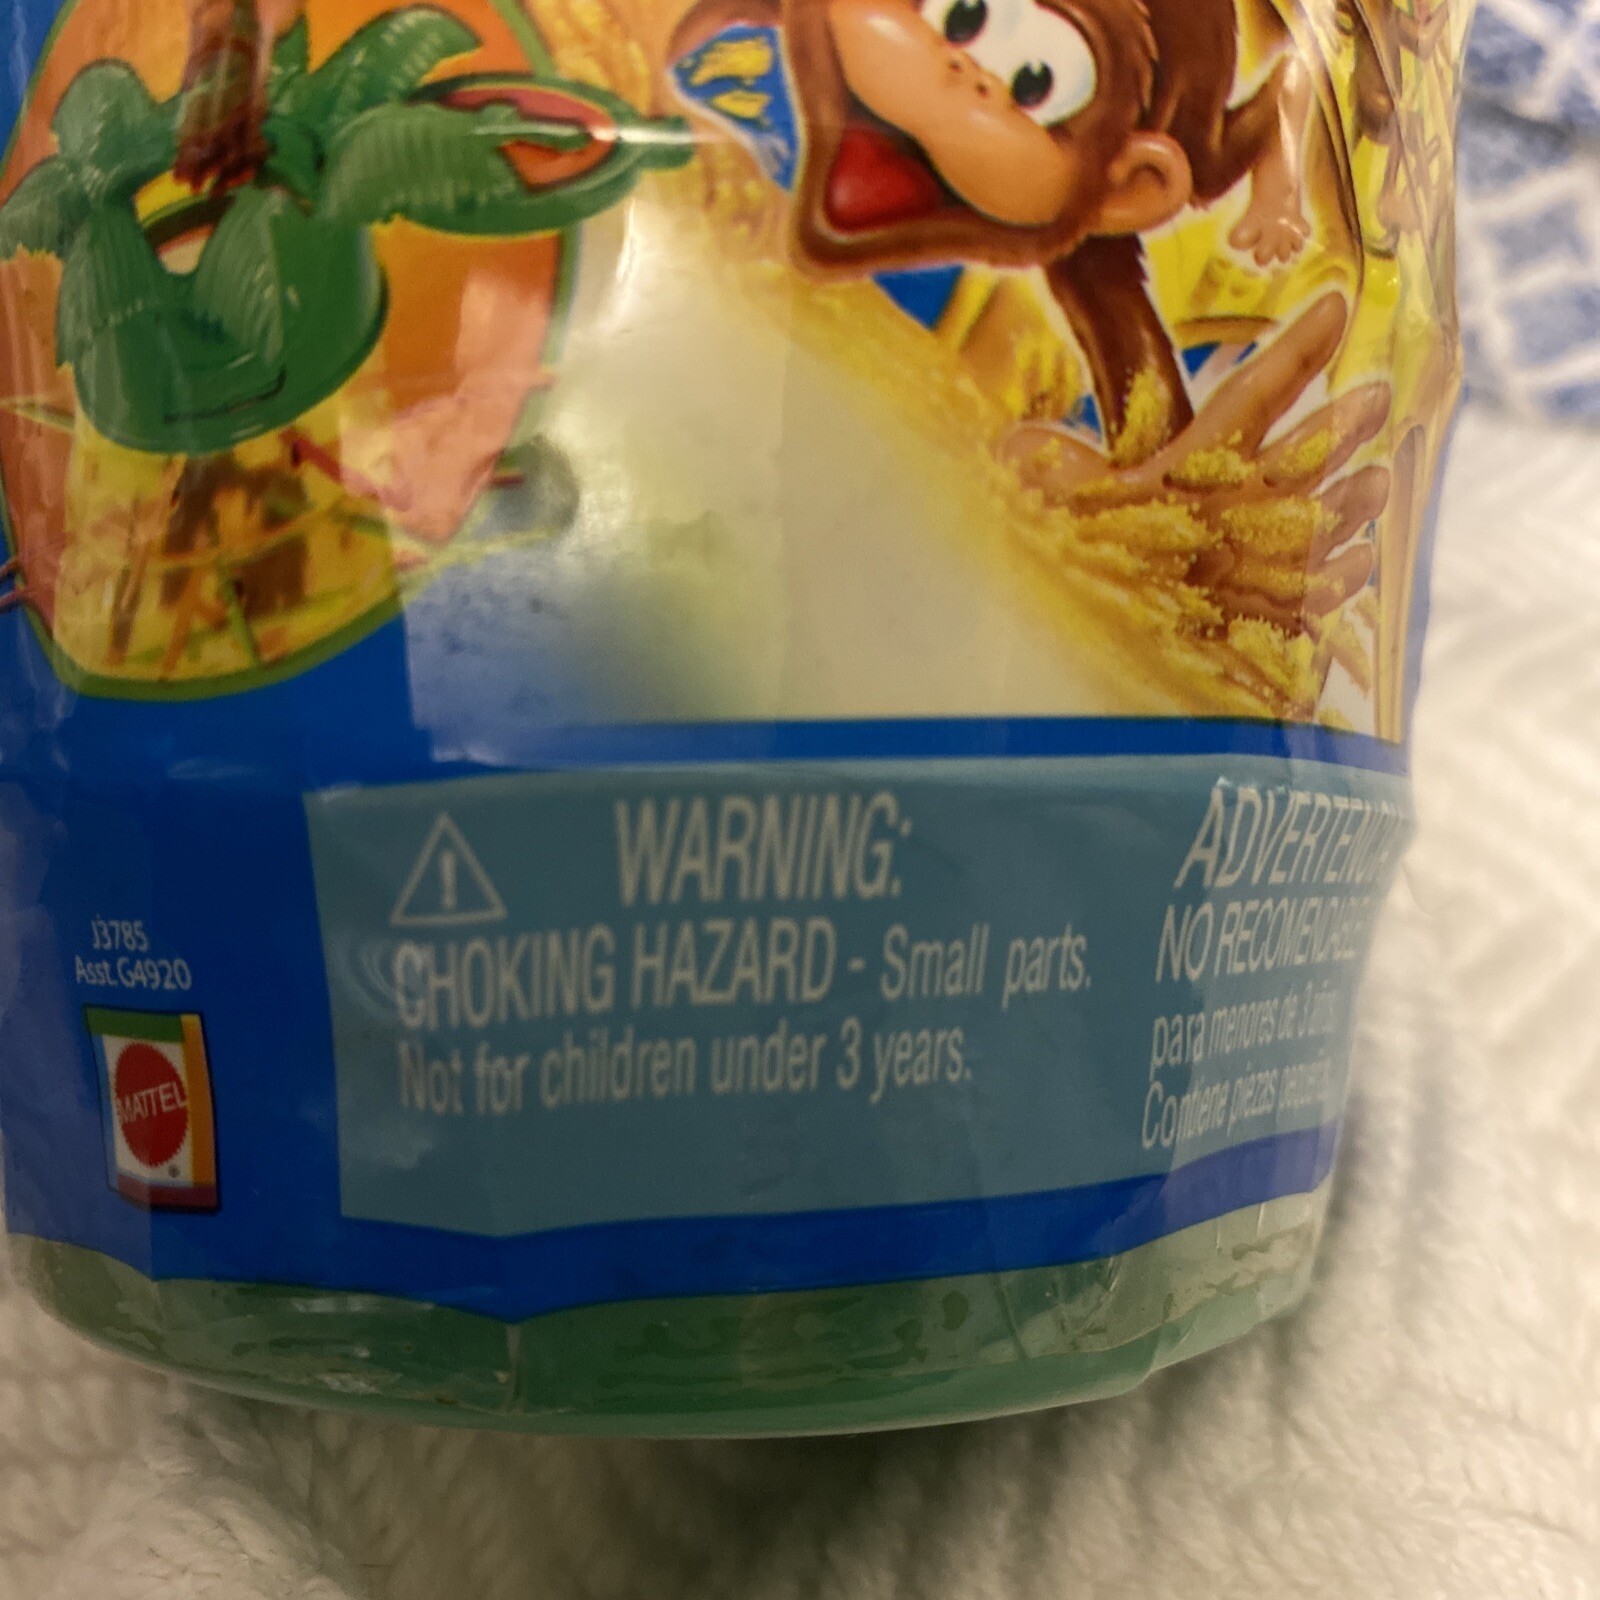 WARNING:
CHOKING HAZARD - Small parts.
Not for children under 3 years.
NO RECOMENDABLE
para menores de 3 años.
Contiene piezas
J3785
Asst. G4920
MATTEL
®